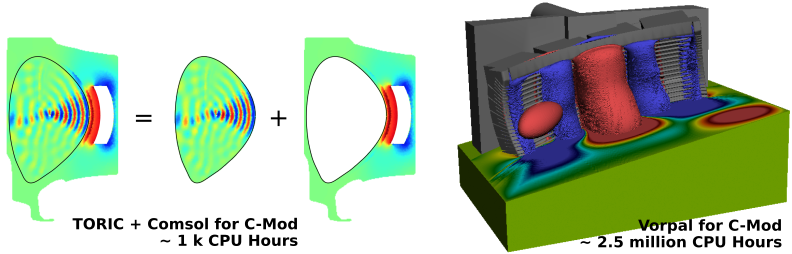 = +
TORIC + Comsol for C-Mod
~ 1 k CPU Hours
Vorpal for C-Mod
~ 2.5 million CPU Hours